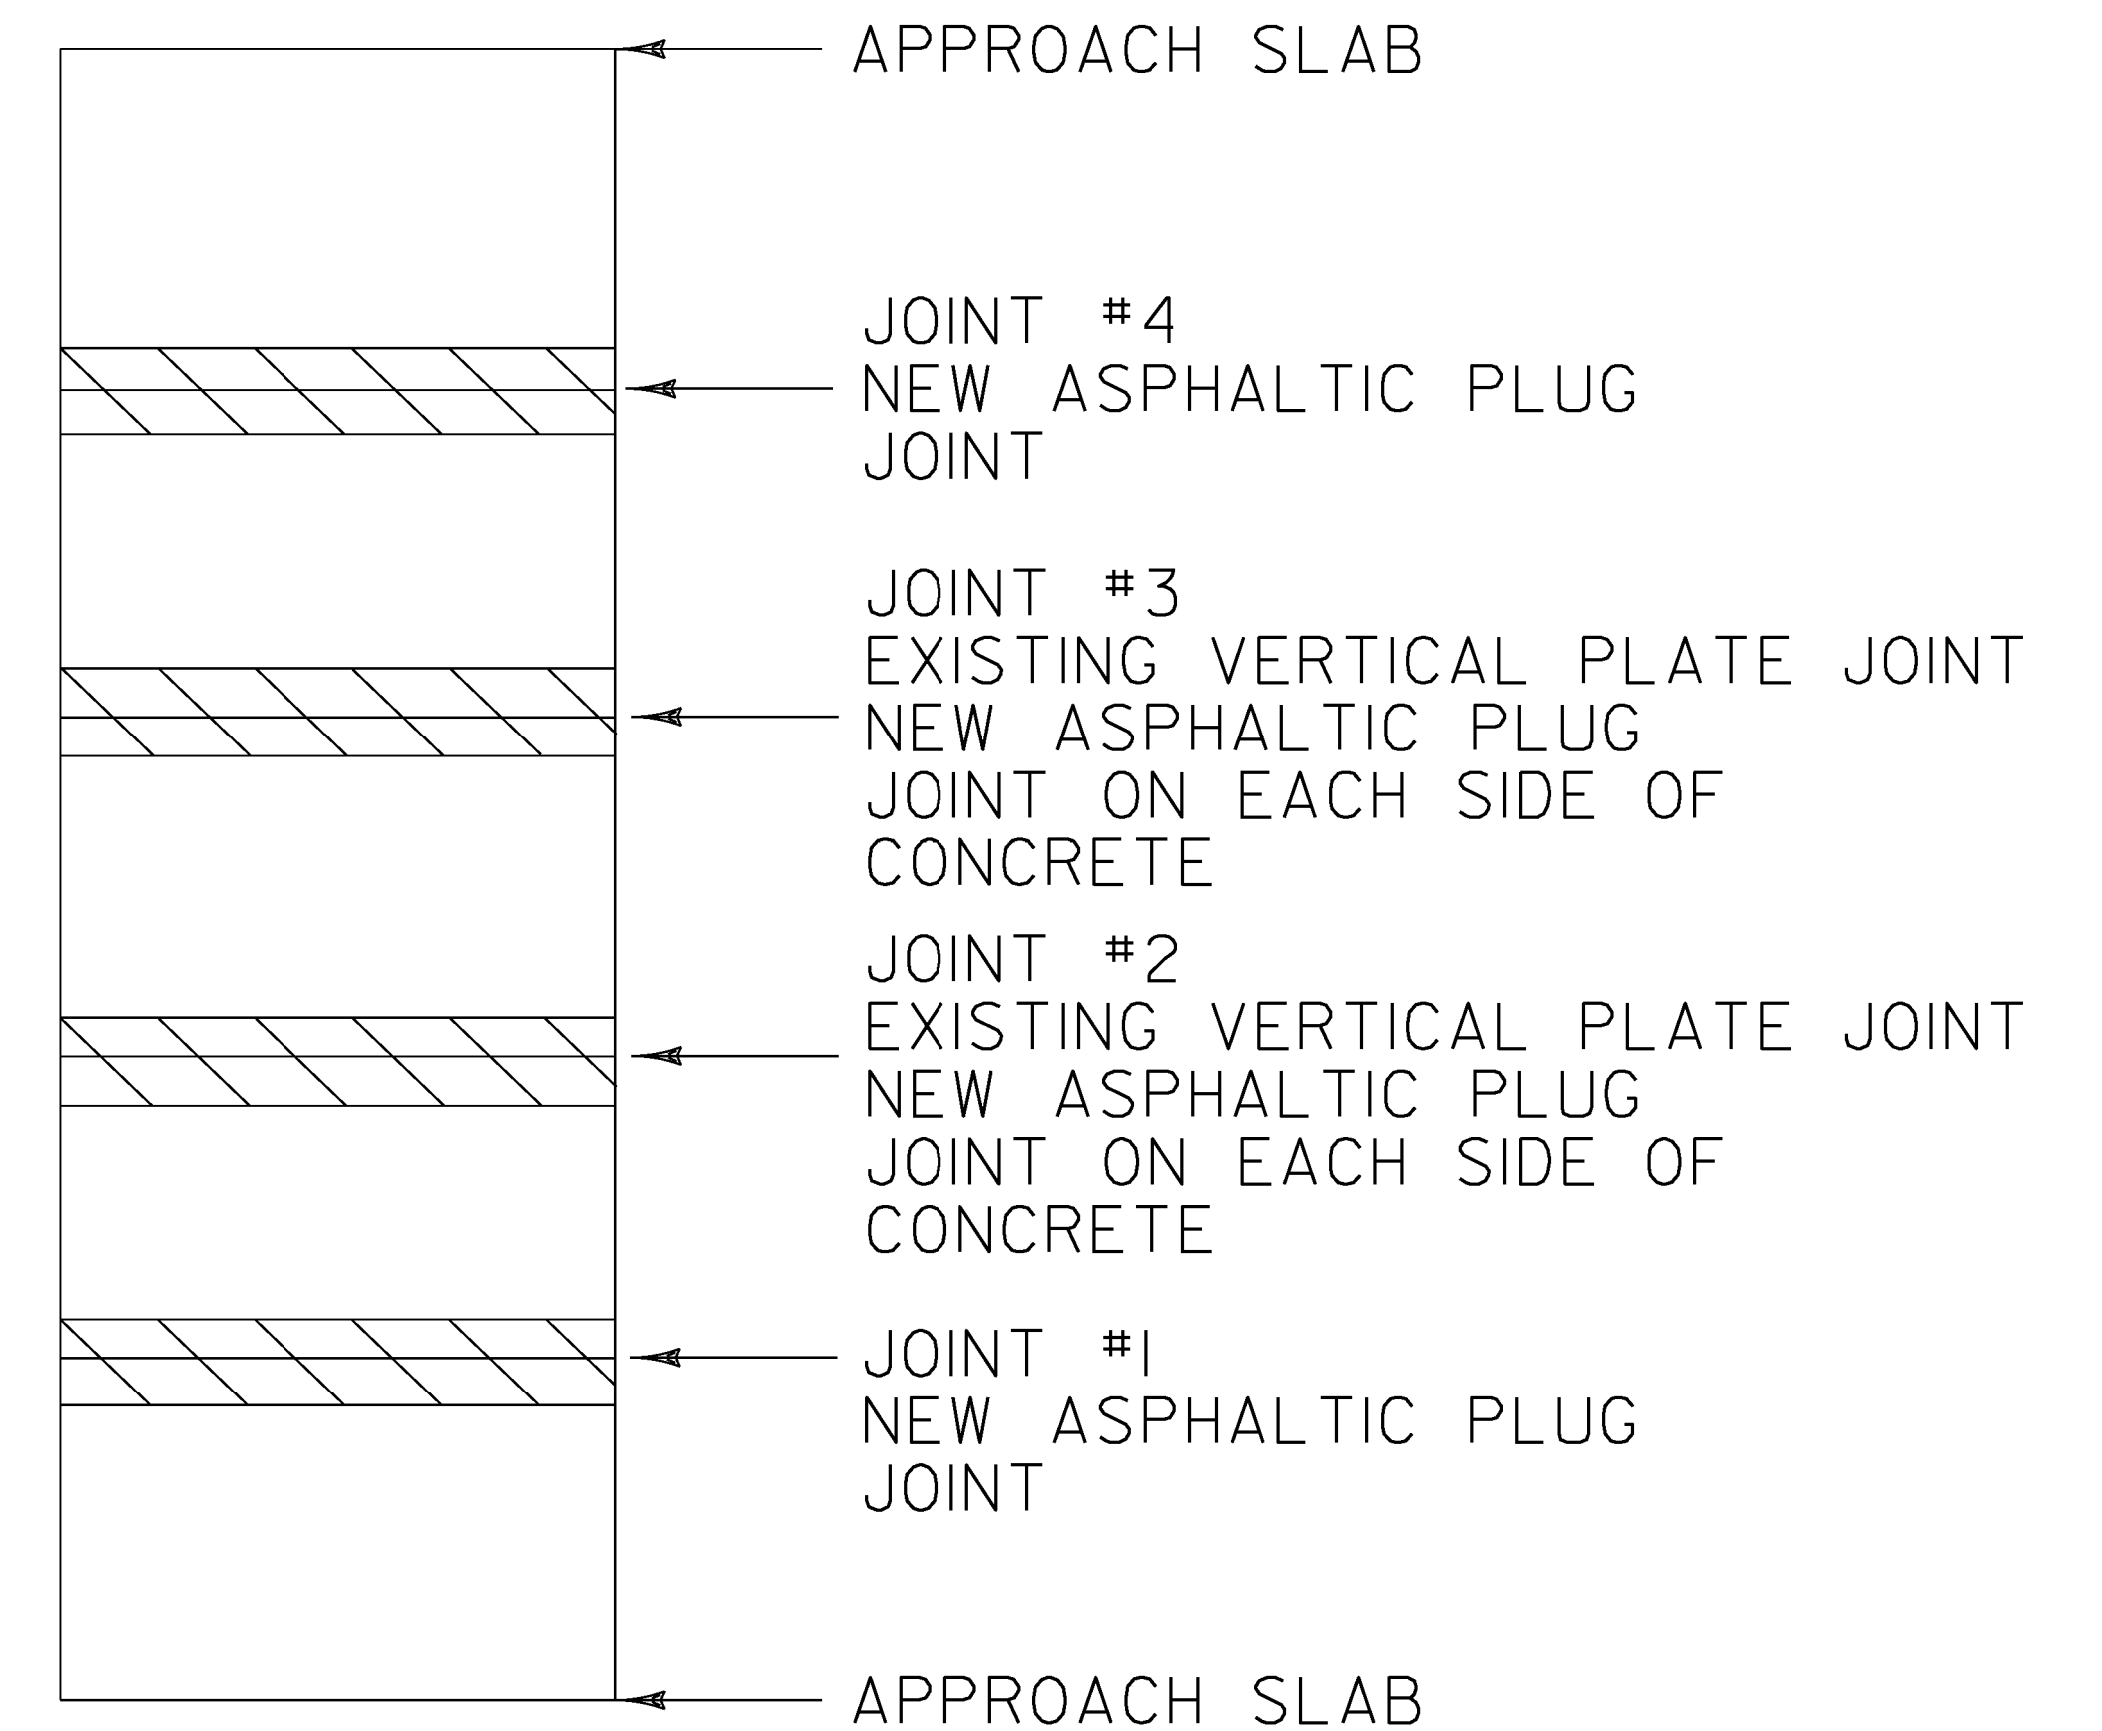 APPROACH SLAB
JOINT #4
NEW ASPHALTIC PLUG
JOINT
JOINT #3
EXISTING VERTICAL PLATE JOINT
NEW ASPHALTIC PLUG
JOINT ON EACH SIDE OF
CONCRETE
JOINT #2
EXISTING VERTICAL PLATE JOINT
NEW ASPHALTIC PLUG
JOINT ON EACH SIDE OF
CONCRETE
JOINT #1
NEW ASPHALTIC PLUG
JOINT
APPROACH SLAB